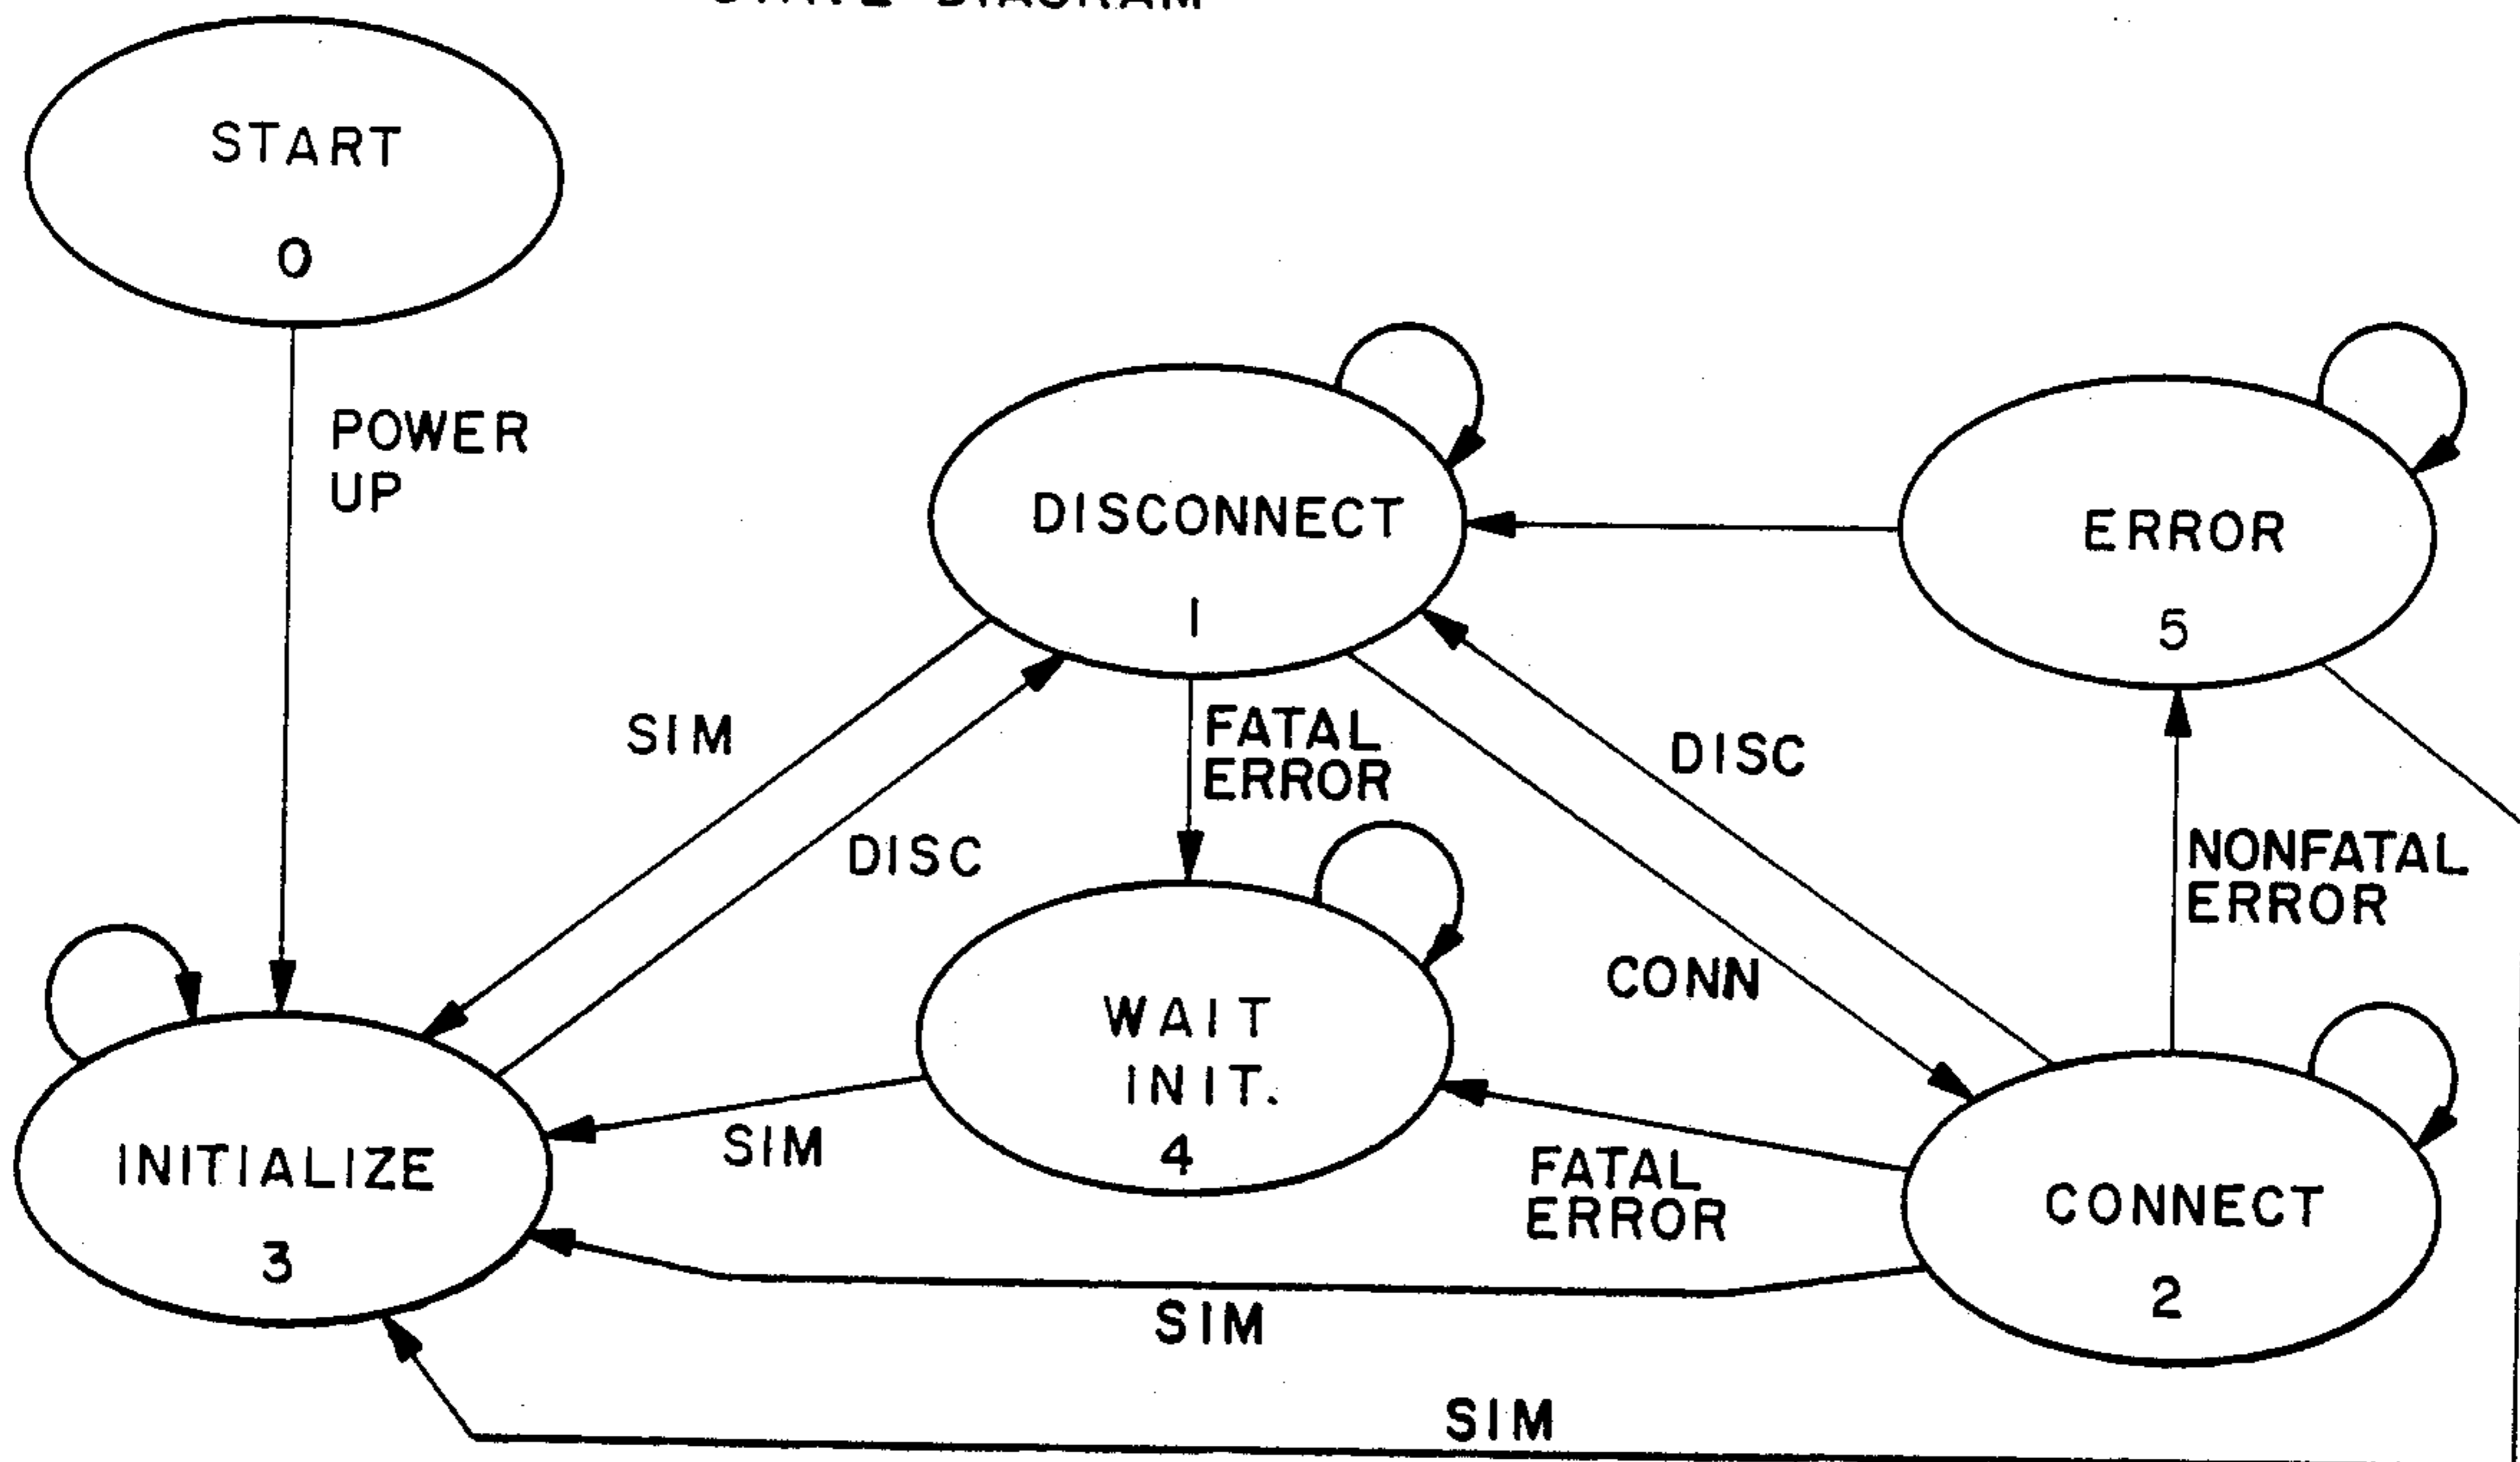 DIAGRAM
START
0
POWER
UP
DISCONNECT
1
ERROR
5
SIM
FATAL
ERROR
DISC
DISC
NONFATAL
ERROR
CONN
WAIT
INIT.
4
SIM
INITIALIZE
3
FATAL
ERROR
CONNECT
2
SIM
SIM